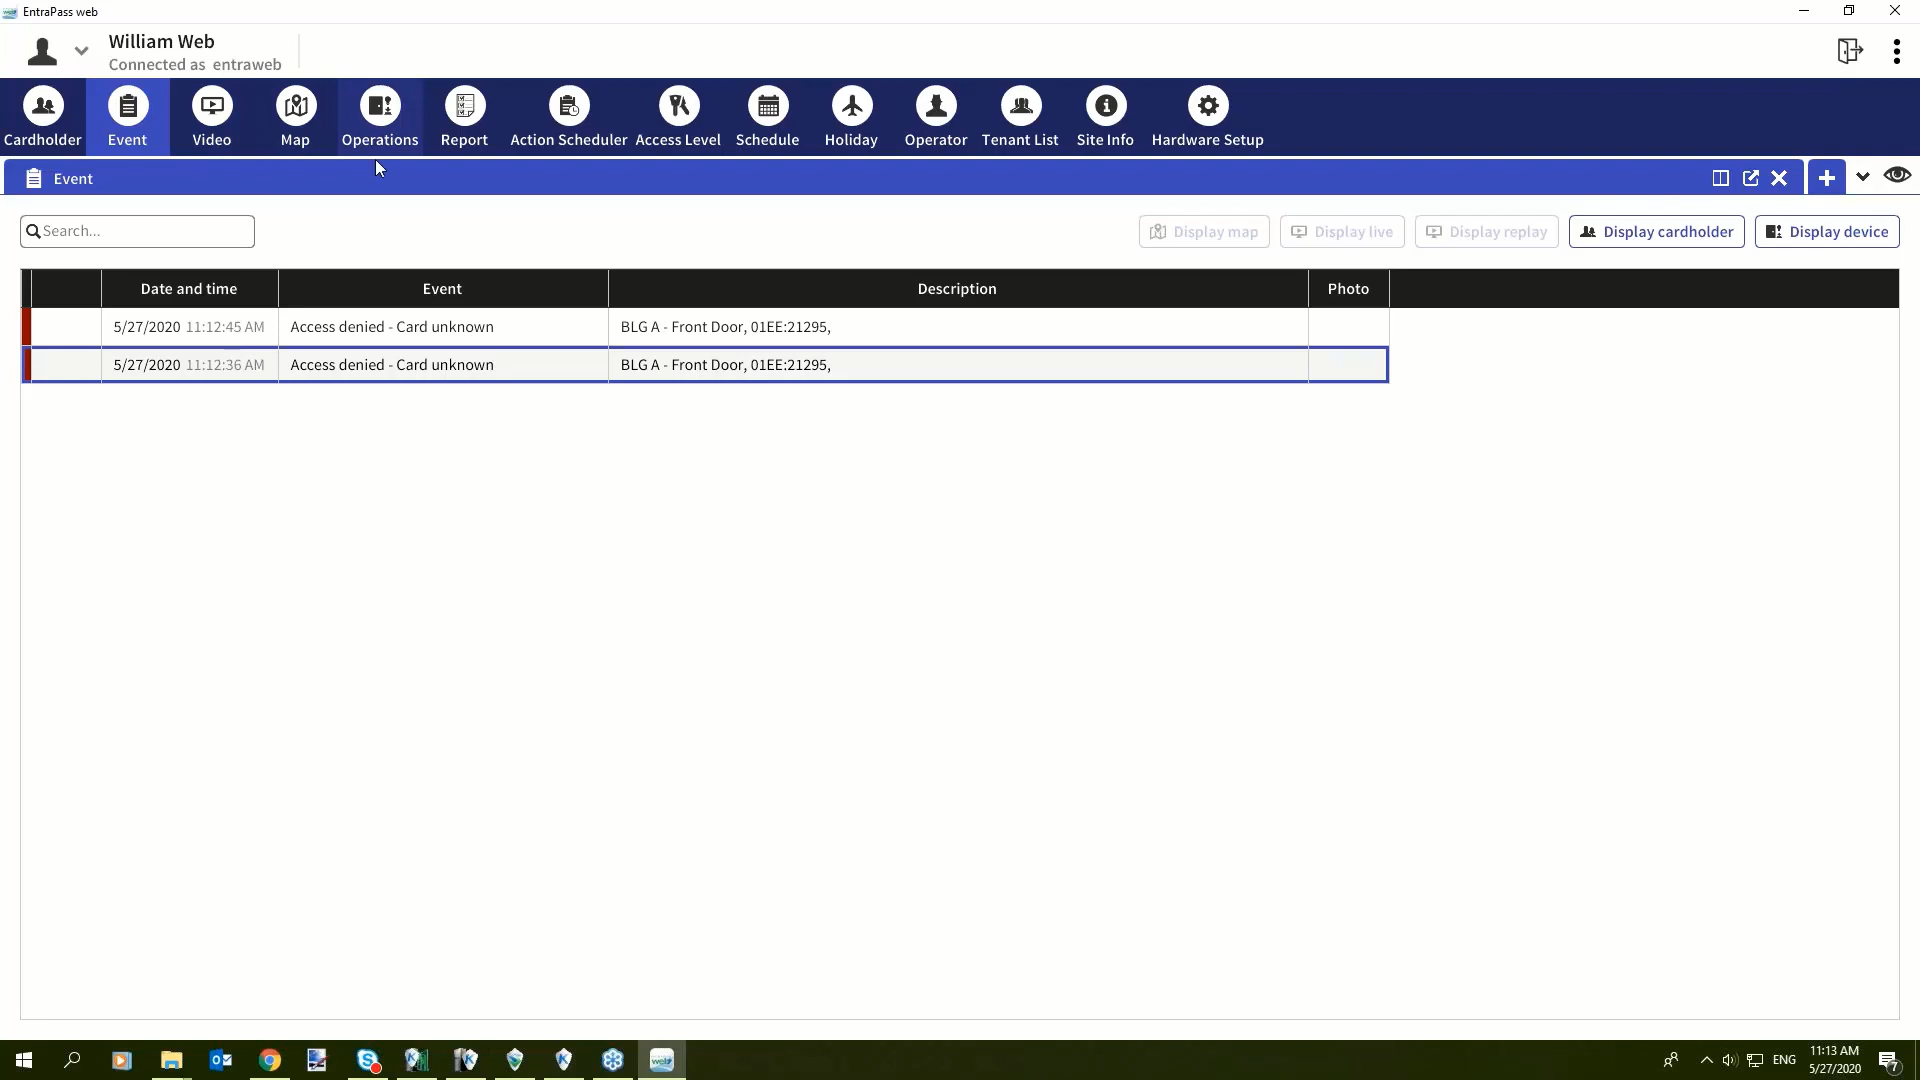 EntraPass web
William Web
Connected as entraweb
Cardholder Event Video Map Operations Report Action Scheduler Access Level Schedule Holiday Operator Tenant List Site Info Hardware Setup
Event
Search... Display map Display live Display replay Display cardholder Display device
Date and time Event Description Photo
5/27/2020 11:12:45 AM Access denied - Card unknown BLG A - Front Door, 01EE:21295,
5/27/2020 11:12:36 AM Access denied - Card unknown BLG A - Front Door, 01EE:21295,
ENG 11:13 AM
5/27/2020 7